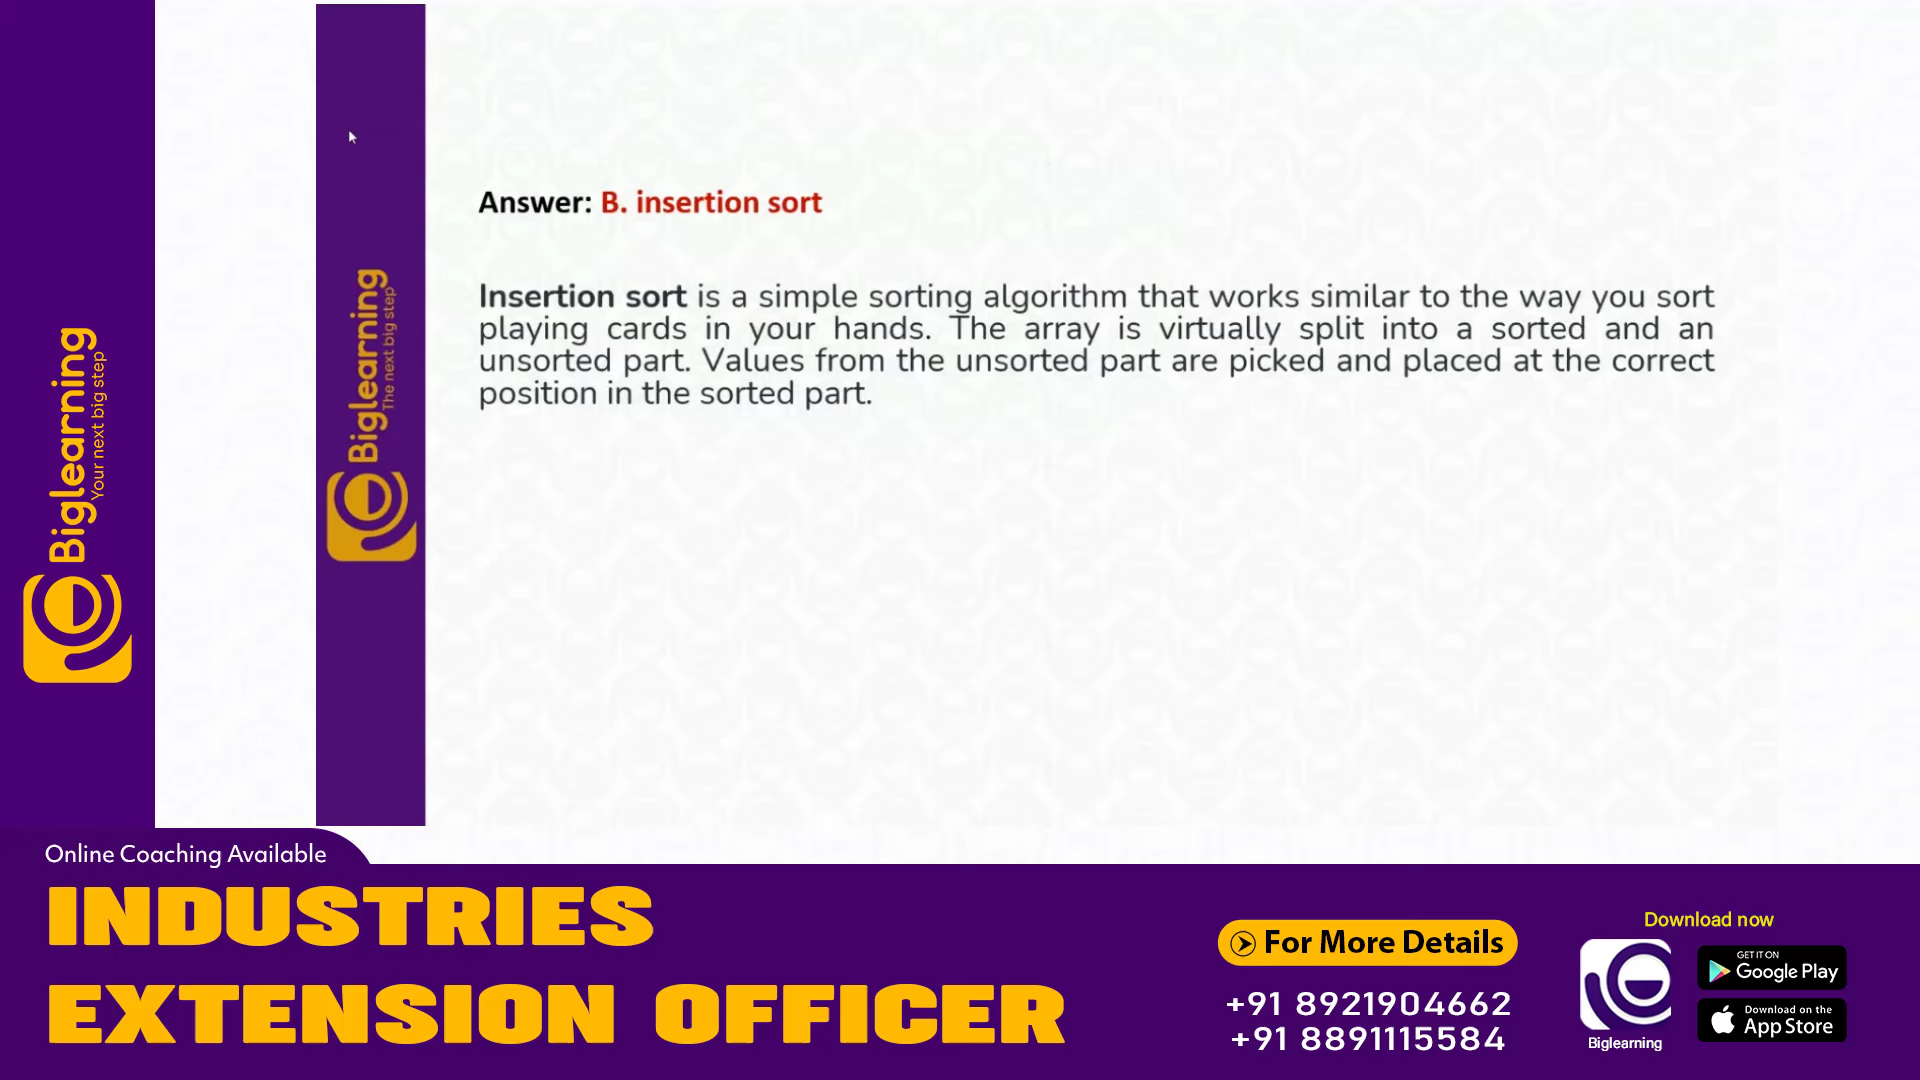 Answer: B. insertion sort
Insertion sort is a simple sorting algorithm that works similar to the way you sort
playing cards in your hands. The array is virtually split into a sorted and an
unsorted part. Values from the unsorted part are picked and placed at the correct
position in the sorted part.
Biglearning
The next big step
Biglearning
Your next big step
Online Coaching Available
INDUSTRIES
EXTENSION OFFICER
For More Details
+91 8921904662
+91 8891115584
Download now
Biglearning
GET IT ON
Google Play
Download on the
App Store